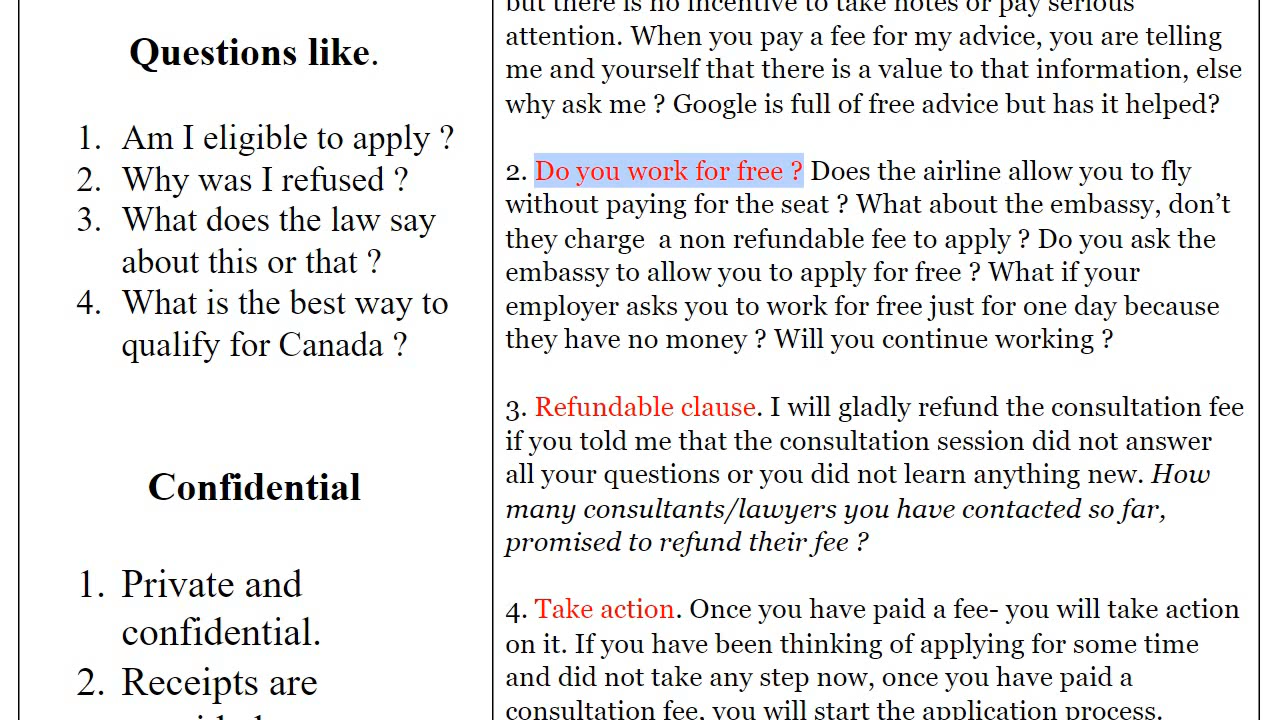 Questions like.
1. Am I eligible to apply ?
2. Why was I refused ?
3. What does the law say
about this or that ?
4. What is the best way to
qualify for Canada ?
Confidential
1. Private and
confidential.
2. Receipts are
but there is no incentive to take notes or pay serious
attention. When you pay a fee for my advice, you are telling
me and yourself that there is a value to that information, else
why ask me ? Google is full of free advice but has it helped?
2. Do you work for free ? Does the airline allow you to fly
without paying for the seat ? What about the embassy, don’t
they charge  a non refundable fee to apply ? Do you ask the
embassy to allow you to apply for free ? What if your
employer asks you to work for free just for one day because
they have no money ? Will you continue working ?
3. Refundable clause. I will gladly refund the consultation fee
if you told me that the consultation session did not answer
all your questions or you did not learn anything new. How
many consultants/lawyers you have contacted so far,
promised to refund their fee ?
4. Take action. Once you have paid a fee- you will take action
on it. If you have been thinking of applying for some time
and did not take any step now, once you have paid a
consultation fee, you will start the application process.